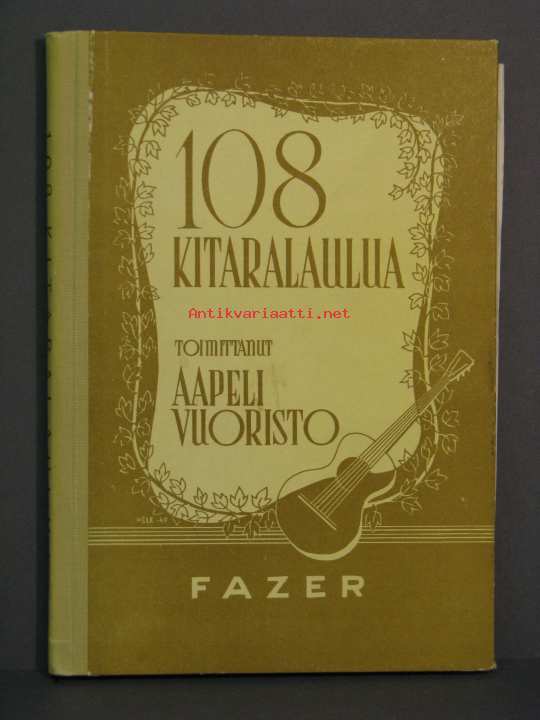 108
KITARALAULUA
Antikvariaatti.net
TOIMITTANUT
AAPELI
VUORISTO
FAZER